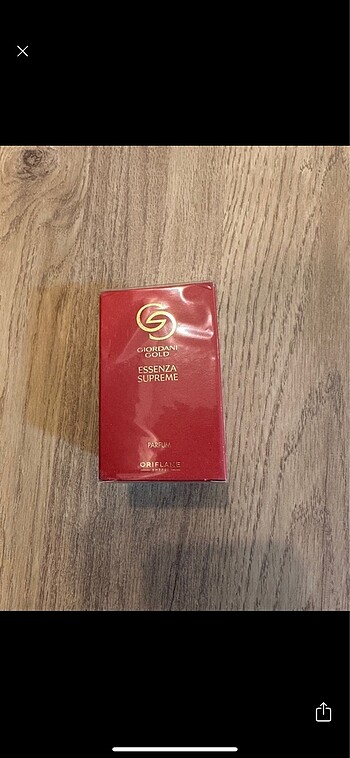 GIORDANI
GOLD
ESSENZA
SUPREME
PARFUM
ORIFLAME